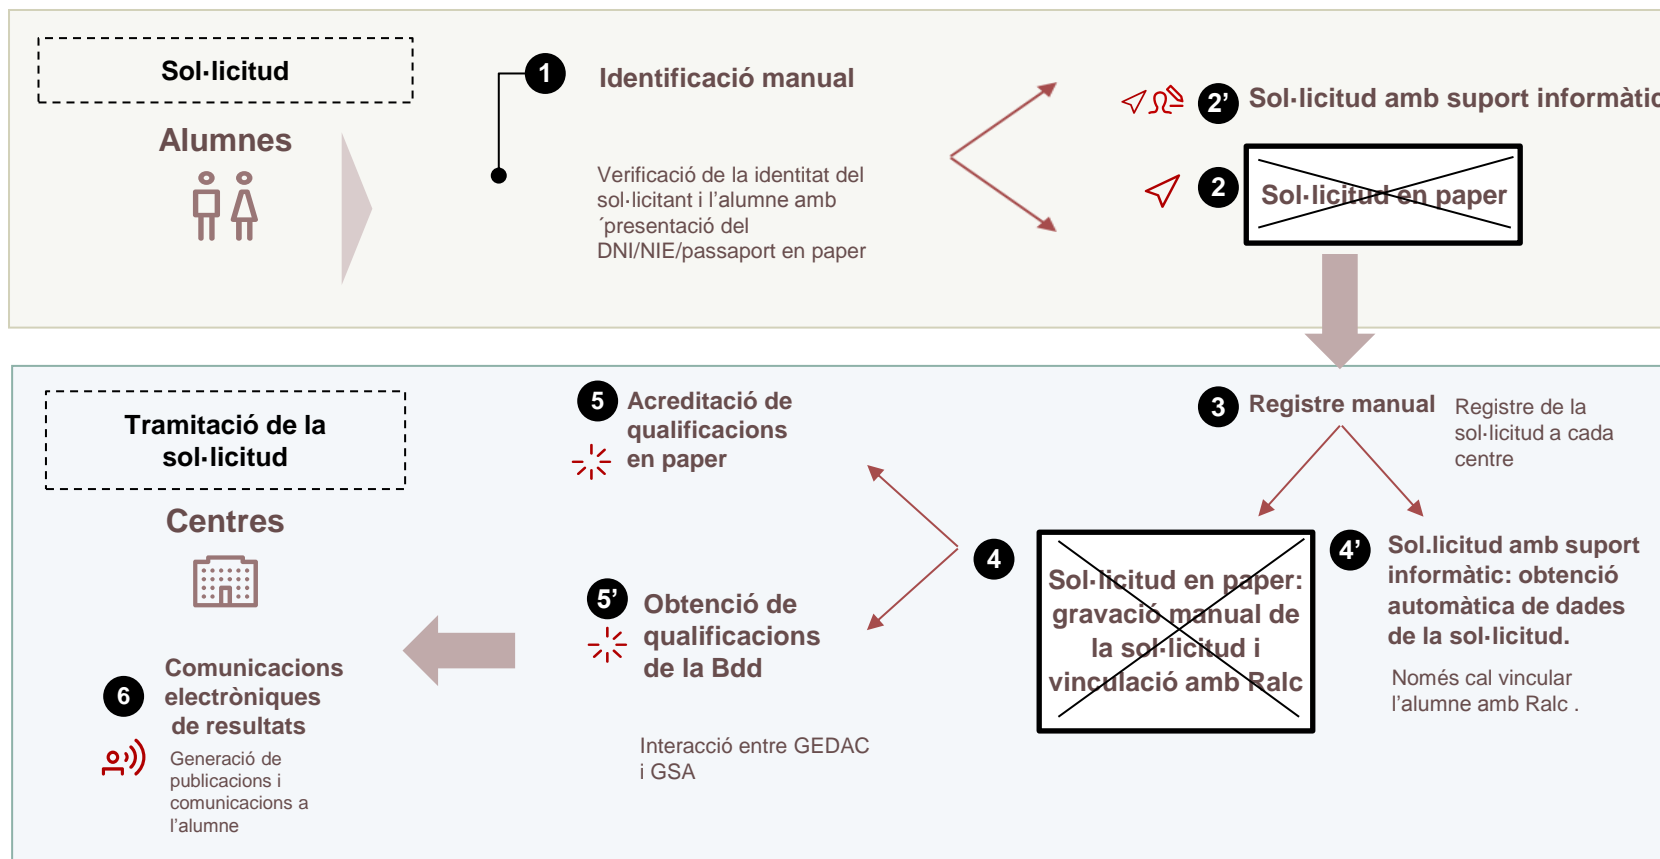 Sol·licitud
Alumnes
1
Identificació manual
Verificació de la identitat del
sol·licitant i l’alumne amb
´presentació del
DNI/NIE/passaport en paper
2’
Sol·licitud amb suport informàtic
2
Sol·licitud en paper
Tramitació de la
sol·licitud
Centres
3
Registre manual
Registre de la
sol·licitud a cada
centre
4
Sol·licitud en paper:
gravació manual de
la sol·licitud i
vinculació amb Ralc
4’
Sol.licitud amb suport
informàtic: obtenció
automàtica de dades
de la sol·licitud.
Només cal vincular
l’alumne amb Ralc .
5
Acreditació de
qualificacions
en paper
5’
Obtenció de
qualificacions
de la Bdd
Interacció entre GEDAC
i GSA
6
Comunicacions
electròniques
de resultats
Generació de
publicacions i
comunicacions a
l’alumne